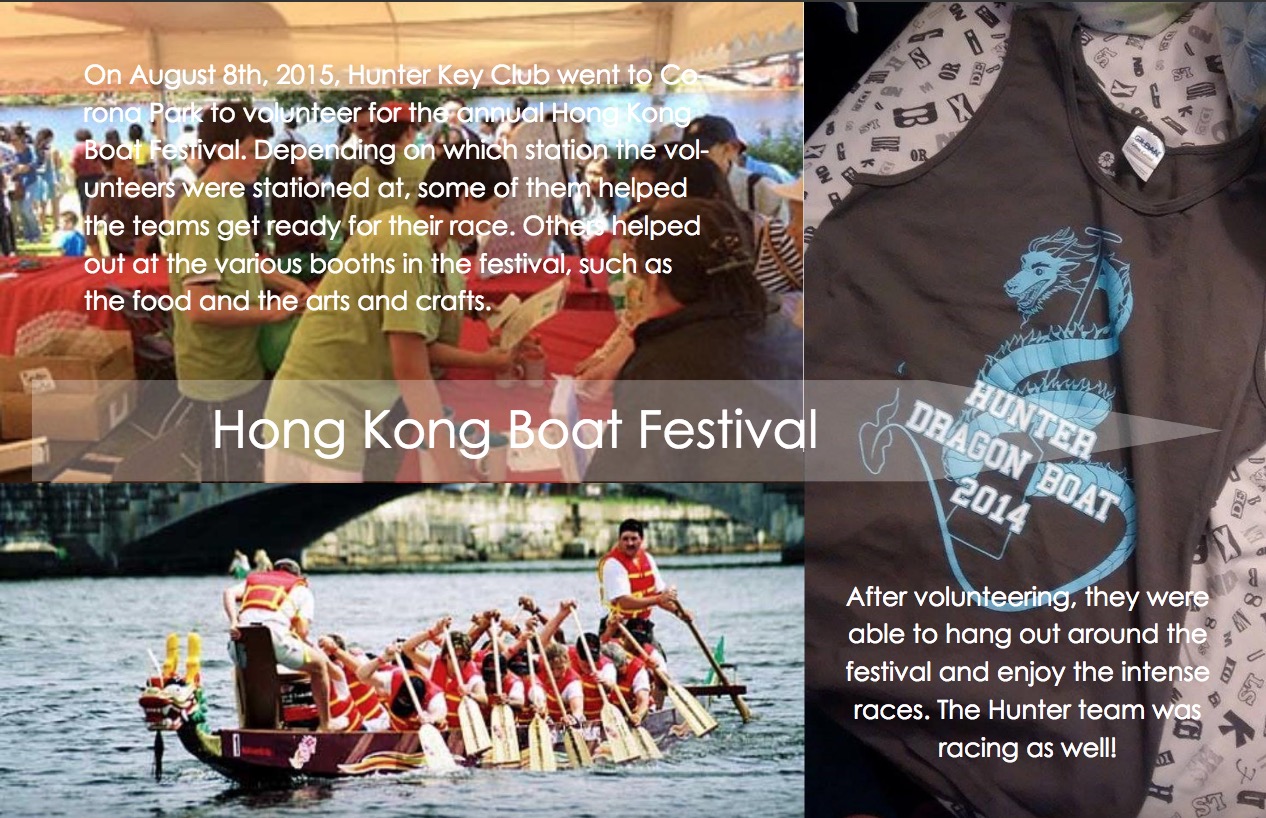 On August 8th, 2015, Hunter Key Club went to Co-
rona Park to volunteer for the annual Hong Kong
Boat Festival. Depending on which station the vol-
unteers were stationed at, some of them helped
the teams get ready for their race. Others helped
out at the various booths in the festival, such as
the food and the arts and crafts.
Hong Kong Boat Festival
HUNTER
DRAGON BOAT
2014
After volunteering, they were
able to hang out around the
festival and enjoy the intense
races. The Hunter team was
racing as well!
GILDAN
OR
ST